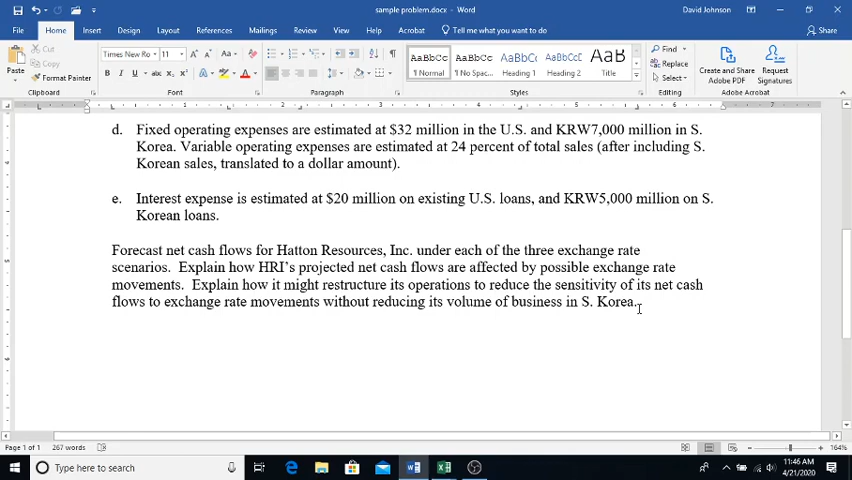 sample problem.docx - Word
David Johnson
File Home Insert Design Layout References Mailings Review View Help Acrobat Tell me what you want to do Share
Paste
Cut
Copy
Format Painter
Clipboard
Times New Ro 11
Font
Paragraph
AaBbCc AaBbCc AaBbC( AaBbCc AaB
¶ Normal ¶ No Spac... Heading 1 Heading 2 Title
Styles
Find
Replace
Select
Editing
Create and Share Adobe PDF
Request Signatures
Adobe Acrobat
1 2 3 4 5 6 7
d. Fixed operating expenses are estimated at $32 million in the U.S. and KRW7,000 million in S.
Korea. Variable operating expenses are estimated at 24 percent of total sales (after including S.
Korean sales, translated to a dollar amount).
e. Interest expense is estimated at $20 million on existing U.S. loans, and KRW5,000 million on S.
Korean loans.
Forecast net cash flows for Hatton Resources, Inc. under each of the three exchange rate
scenarios. Explain how HRI's projected net cash flows are affected by possible exchange rate
movements. Explain how it might restructure its operations to reduce the sensitivity of its net cash
flows to exchange rate movements without reducing its volume of business in S. Korea.
Page 1 of 1 267 words
164%
Type here to search
11:46 AM
4/21/2020